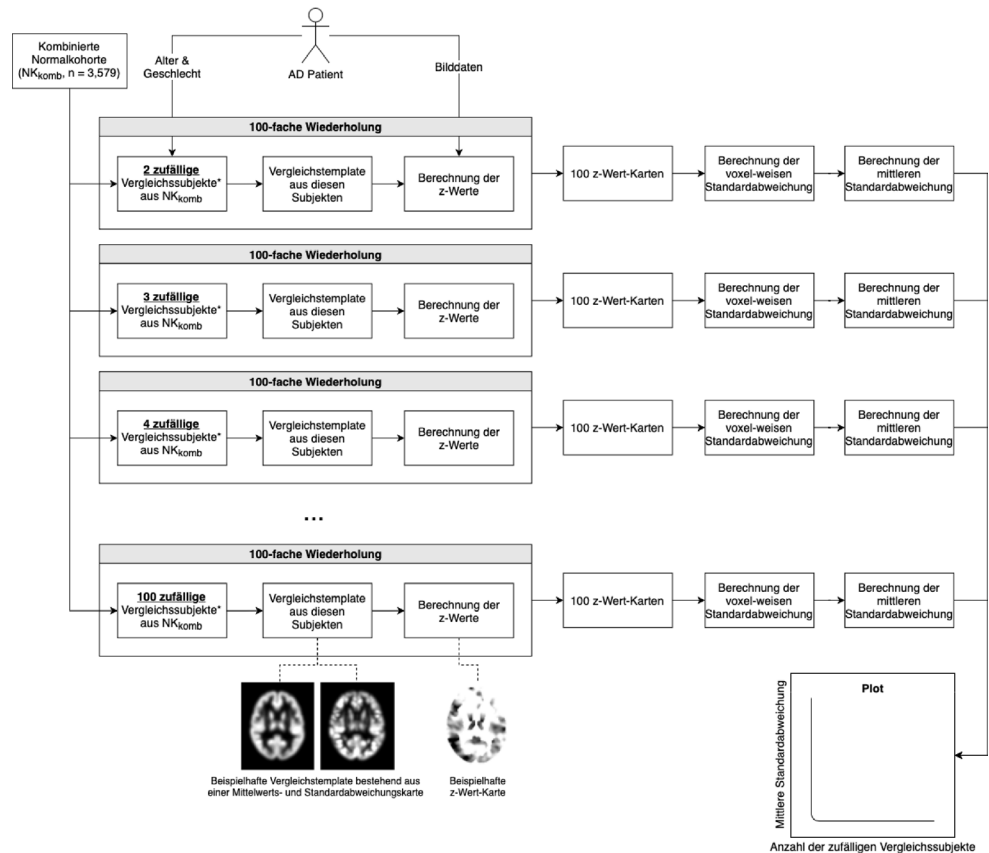 Kombinierte
Normalkohorte
(NKkomb, n = 3,579)
Alter &
Geschlecht
AD Patient
Bilddaten
100-fache Wiederholung
2 zufällige
Vergleichssubjekte*
aus NKkomb
Vergleichstemplate
aus diesen
Subjekten
Berechnung der
z-Werte
100 z-Wert-Karten
Berechnung der
voxel-weisen
Standardabweichung
Berechnung der
mittleren
Standardabweichung
100-fache Wiederholung
3 zufällige
Vergleichssubjekte*
aus NKkomb
Vergleichstemplate
aus diesen
Subjekten
Berechnung der
z-Werte
100 z-Wert-Karten
Berechnung der
voxel-weisen
Standardabweichung
Berechnung der
mittleren
Standardabweichung
100-fache Wiederholung
4 zufällige
Vergleichssubjekte*
aus NKkomb
Vergleichstemplate
aus diesen
Subjekten
Berechnung der
z-Werte
100 z-Wert-Karten
Berechnung der
voxel-weisen
Standardabweichung
Berechnung der
mittleren
Standardabweichung
...
100-fache Wiederholung
100 zufällige
Vergleichssubjekte*
aus NKkomb
Vergleichstemplate
aus diesen
Subjekten
Berechnung der
z-Werte
100 z-Wert-Karten
Berechnung der
voxel-weisen
Standardabweichung
Berechnung der
mittleren
Standardabweichung
Beispielhafte Vergleichstemplate bestehend aus
einer Mittelwerts- und Standardabweichungskarte
Beispielhafte
z-Wert-Karte
Plot
Mittlere Standardabweichung
Anzahl der zufälligen Vergleichssubjekte